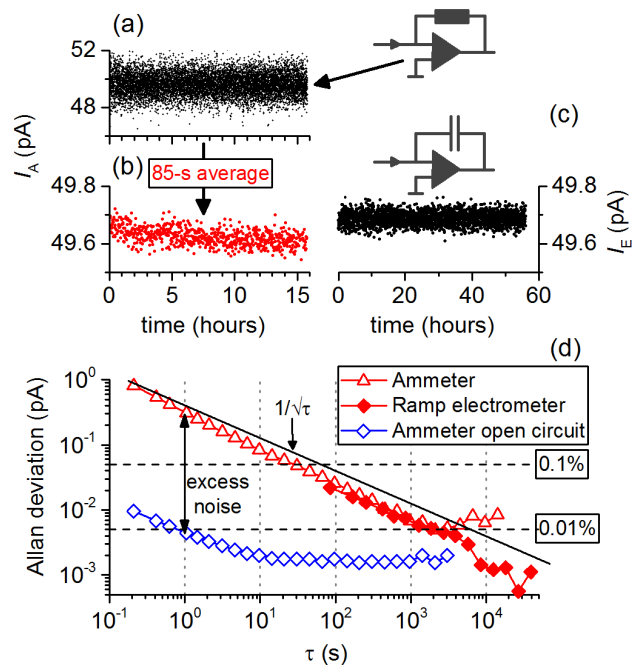 (a)
52
50
48
I_A (pA)
(b)
85-s average
49.8
49.6
0 5 10 15
time (hours)
(c)
49.8
49.6
I_E (pA)
0 20 40 60
time (hours)
(d)
Allan deviation (pA)
10^0
10^-1
10^-2
10^-3
1/√τ
excess
noise
Ammeter
Ramp electrometer
Ammeter open circuit
0.1%
0.01%
10^-1 10^0 10^1 10^2 10^3 10^4
τ (s)